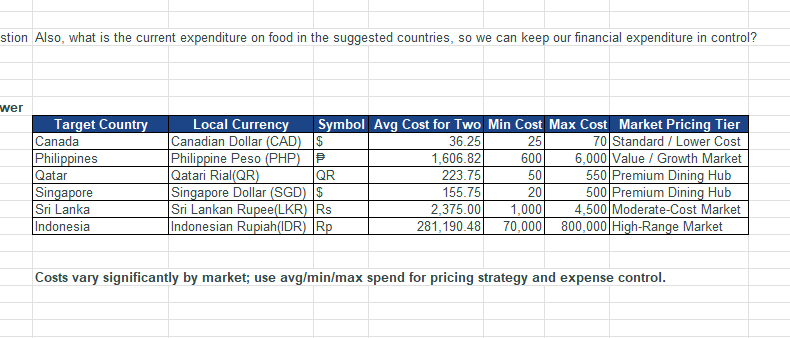 stion Also, what is the current expenditure on food in the suggested countries, so we can keep our financial expenditure in control?
wer
Target Country Local Currency Symbol Avg Cost for Two Min Cost Max Cost Market Pricing Tier
Canada Canadian Dollar (CAD) $ 36.25 25 70 Standard / Lower Cost
Philippines Philippine Peso (PHP) ₱ 1,606.82 600 6,000 Value / Growth Market
Qatar Qatari Rial(QR) QR 223.75 50 550 Premium Dining Hub
Singapore Singapore Dollar (SGD) $ 155.75 20 500 Premium Dining Hub
Sri Lanka Sri Lankan Rupee(LKR) Rs 2,375.00 1,000 4,500 Moderate-Cost Market
Indonesia Indonesian Rupiah(IDR) Rp 281,190.48 70,000 800,000 High-Range Market
Costs vary significantly by market; use avg/min/max spend for pricing strategy and expense control.